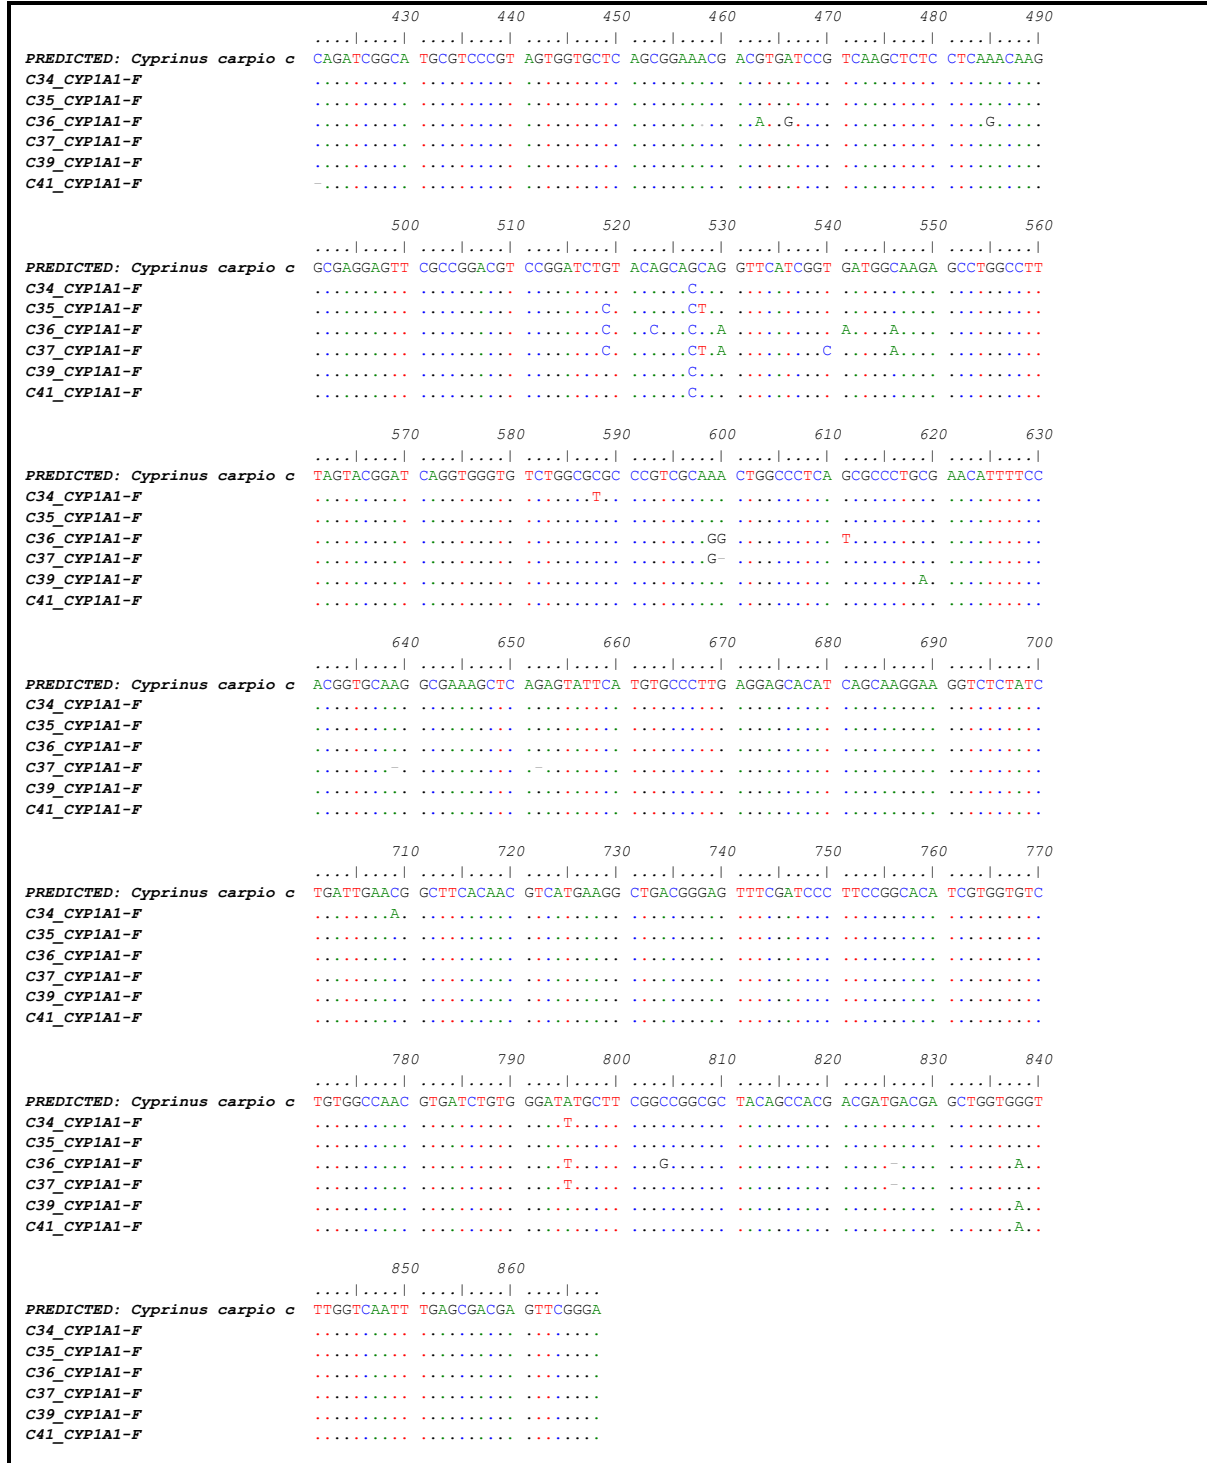 430 440 450 460 470 480 490
....|....| ....|....| ....|....| ....|....| ....|....| ....|....| ....|....|
PREDICTED: Cyprinus carpio c CAGATCGGCA TGCGTCCCGT AGTGGTGCTC AGCGGAAACG ACGTGATCCG TCAAGCTCTC CTCAAACAAG
C34_CYP1A1-F .......... .......... .......... .......... .......... .......... ..........
C35_CYP1A1-F .......... .......... .......... .......... .......... .......... ..........
C36_CYP1A1-F .......... .......... .......... .......... ..A..G.... .......... ....G.....
C37_CYP1A1-F .......... .......... .......... .......... .......... .......... ..........
C39_CYP1A1-F .......... .......... .......... .......... .......... .......... ..........
C41_CYP1A1-F -......... .......... .......... .......... .......... .......... ..........
500 510 520 530 540 550 560
....|....| ....|....| ....|....| ....|....| ....|....| ....|....| ....|....|
PREDICTED: Cyprinus carpio c GCGAGGAGTT CGCCGGACGT CCGGATCTGT ACAGCAGCAG GTTCATCGGT GATGGCAAGA GCCTGGCCTT
C34_CYP1A1-F .......... .......... .......... ......C... .......... .......... ..........
C35_CYP1A1-F .......... .......... ........C. ......CT.. .......... .......... ..........
C36_CYP1A1-F .......... .......... ........C. ..C...C..A .......... A....A.... ..........
C37_CYP1A1-F .......... .......... ........C. ......CT.A .........C .....A.... ..........
C39_CYP1A1-F .......... .......... .......... ......C... .......... .......... ..........
C41_CYP1A1-F .......... .......... .......... ......C... .......... .......... ..........
570 580 590 600 610 620 630
....|....| ....|....| ....|....| ....|....| ....|....| ....|....| ....|....|
PREDICTED: Cyprinus carpio c TAGTACGGAT CAGGTGGGTG TCTGGCGCGC CCGTCGCAAA CTGGCCCTCA GCGCCCTGCG AACATTTTCC
C34_CYP1A1-F .......... .......... .......T.. .......... .......... .......... ..........
C35_CYP1A1-F .......... .......... .......... .......... .......... .......... ..........
C36_CYP1A1-F .......... .......... .......... ........GG .......... T......... ..........
C37_CYP1A1-F .......... .......... .......... ........G- .......... .......... ..........
C39_CYP1A1-F .......... .......... .......... .......... .......... ........A. ..........
C41_CYP1A1-F .......... .......... .......... .......... .......... .......... ..........
640 650 660 670 680 690 700
....|....| ....|....| ....|....| ....|....| ....|....| ....|....| ....|....|
PREDICTED: Cyprinus carpio c ACGGTGCAAG GCGAAAGCTC AGAGTATTCA TGTGCCCTTG AGGAGCACAT CAGCAAGGAA GGTCTCTATC
C34_CYP1A1-F .......... .......... .......... .......... .......... .......... ..........
C35_CYP1A1-F .......... .......... .......... .......... .......... .......... ..........
C36_CYP1A1-F .......... .......... .......... .......... .......... .......... ..........
C37_CYP1A1-F ........-. .......... .-........ .......... .......... .......... ..........
C39_CYP1A1-F .......... .......... .......... .......... .......... .......... ..........
C41_CYP1A1-F .......... .......... .......... .......... .......... .......... ..........
710 720 730 740 750 760 770
....|....| ....|....| ....|....| ....|....| ....|....| ....|....| ....|....|
PREDICTED: Cyprinus carpio c TGATTGAACG GCTTCACAAC GTCATGAAGG CTGACGGGAG TTTCGATCCC TTCCGGCACA TCGTGGTGTC
C34_CYP1A1-F ........A. .......... .......... .......... .......... .......... ..........
C35_CYP1A1-F .......... .......... .......... .......... .......... .......... ..........
C36_CYP1A1-F .......... .......... .......... .......... .......... .......... ..........
C37_CYP1A1-F .......... .......... .......... .......... .......... .......... ..........
C39_CYP1A1-F .......... .......... .......... .......... .......... .......... ..........
C41_CYP1A1-F .......... .......... .......... .......... .......... .......... ..........
780 790 800 810 820 830 840
....|....| ....|....| ....|....| ....|....| ....|....| ....|....| ....|....|
PREDICTED: Cyprinus carpio c TGTGGCCAAC GTGATCTGTG GGATATGCTT CGGCCGGCGC TACAGCCACG ACGATGACGA GCTGGTGGGT
C34_CYP1A1-F .......... .......... ....T..... .......... .......... .......... ..........
C35_CYP1A1-F .......... .......... .......... .......... .......... .......... ..........
C36_CYP1A1-F .......... .......... ....T..... ...G...... .......... .....-.... .......A..
C37_CYP1A1-F .......... .......... ....T..... .......... .......... .....-.... ..........
C39_CYP1A1-F .......... .......... .......... .......... .......... .......... .......A..
C41_CYP1A1-F .......... .......... .......... .......... .......... .......... .......A..
850 860
....|....| ....|....| ....|...
PREDICTED: Cyprinus carpio c TTGGTCAATT TGAGCGACGA GTTCGGGA
C34_CYP1A1-F .......... .......... ........
C35_CYP1A1-F .......... .......... ........
C36_CYP1A1-F .......... .......... ........
C37_CYP1A1-F .......... .......... ........
C39_CYP1A1-F .......... .......... ........
C41_CYP1A1-F .......... .......... ........